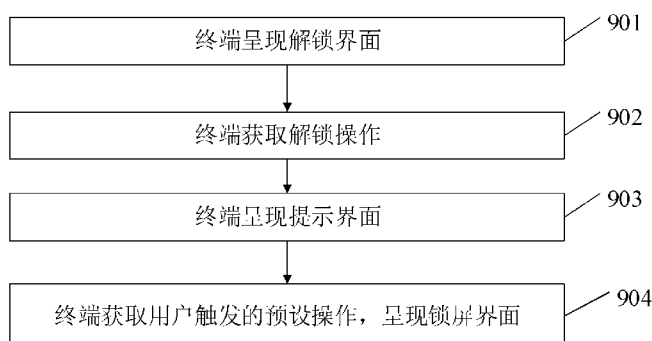 终端呈现解锁界面
901
终端获取解锁操作
902
终端呈现提示界面
903
终端获取用户触发的预设操作，呈现锁屏界面
904